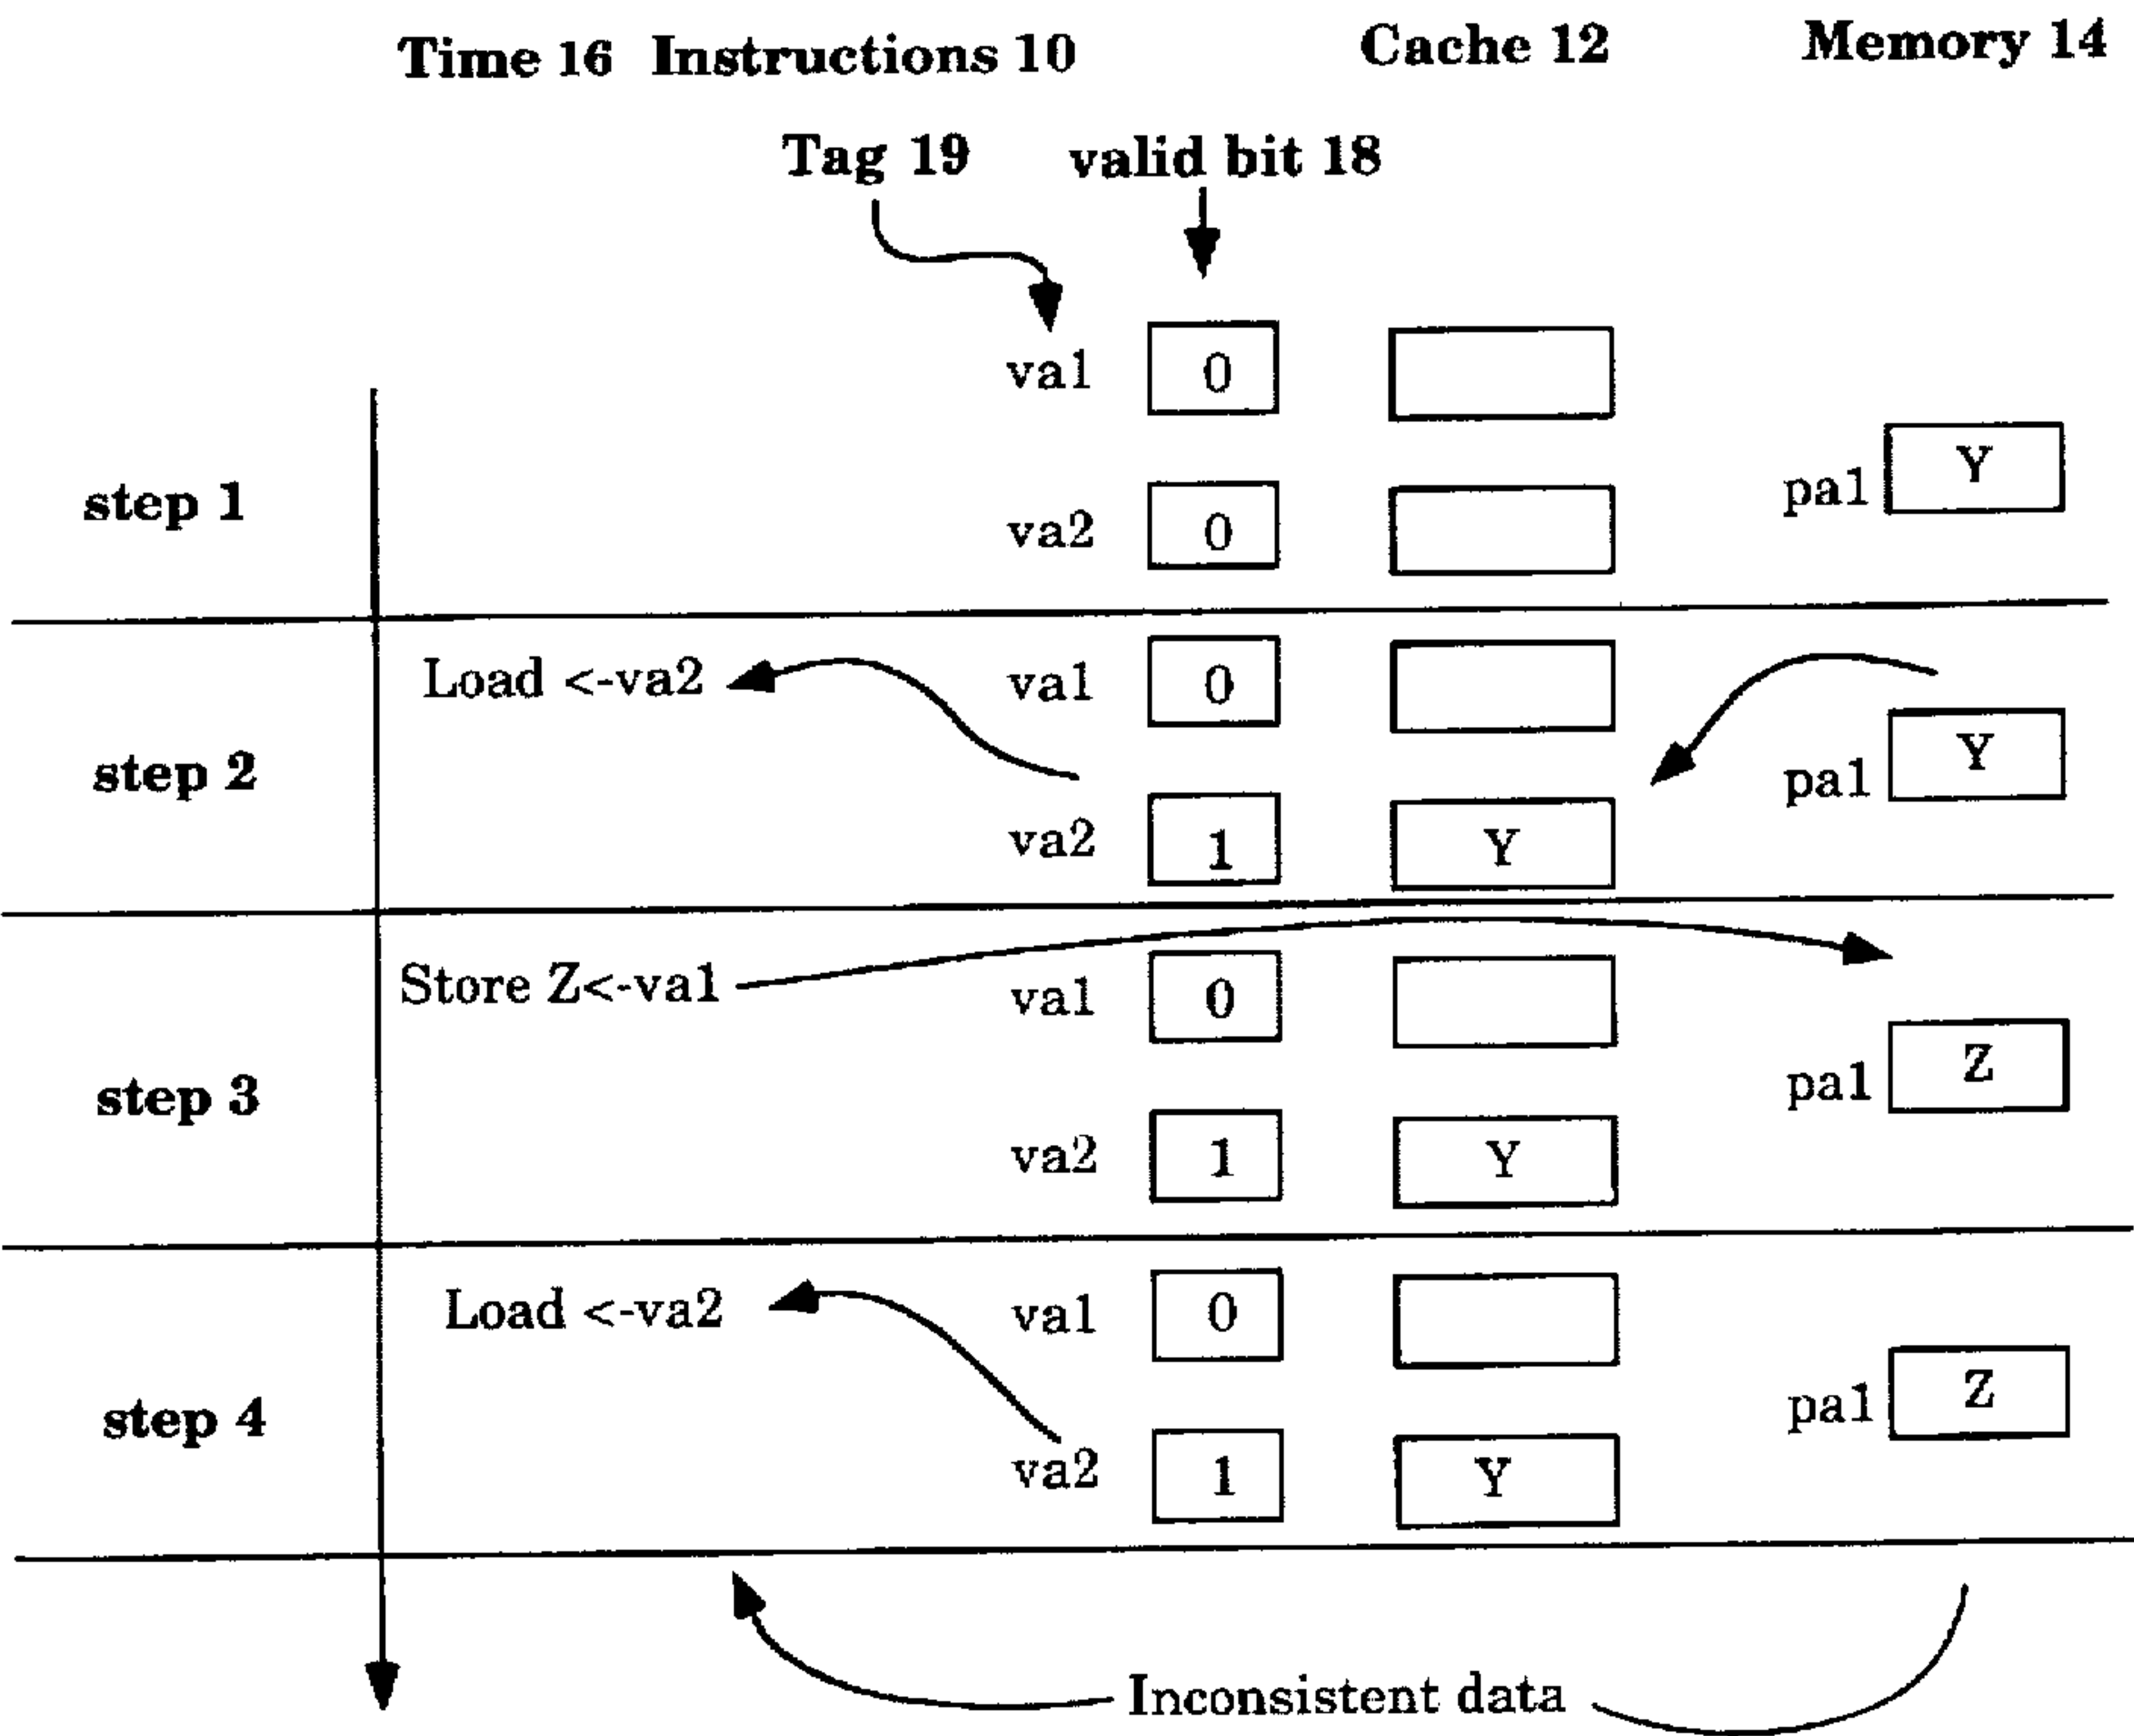 Time 16 Instructions 10 Cache 12 Memory 14
Tag 19 valid bit 18
va1 0
pa1 Y
step 1
va2 0
Load <-va2 va1 0
step 2
pa1 Y
va2 1 Y
Store Z<-va1 va1 0
step 3
pa1 Z
va2 1 Y
Load <-va2 va1 0
step 4
pa1 Z
va2 1 Y
Inconsistent data